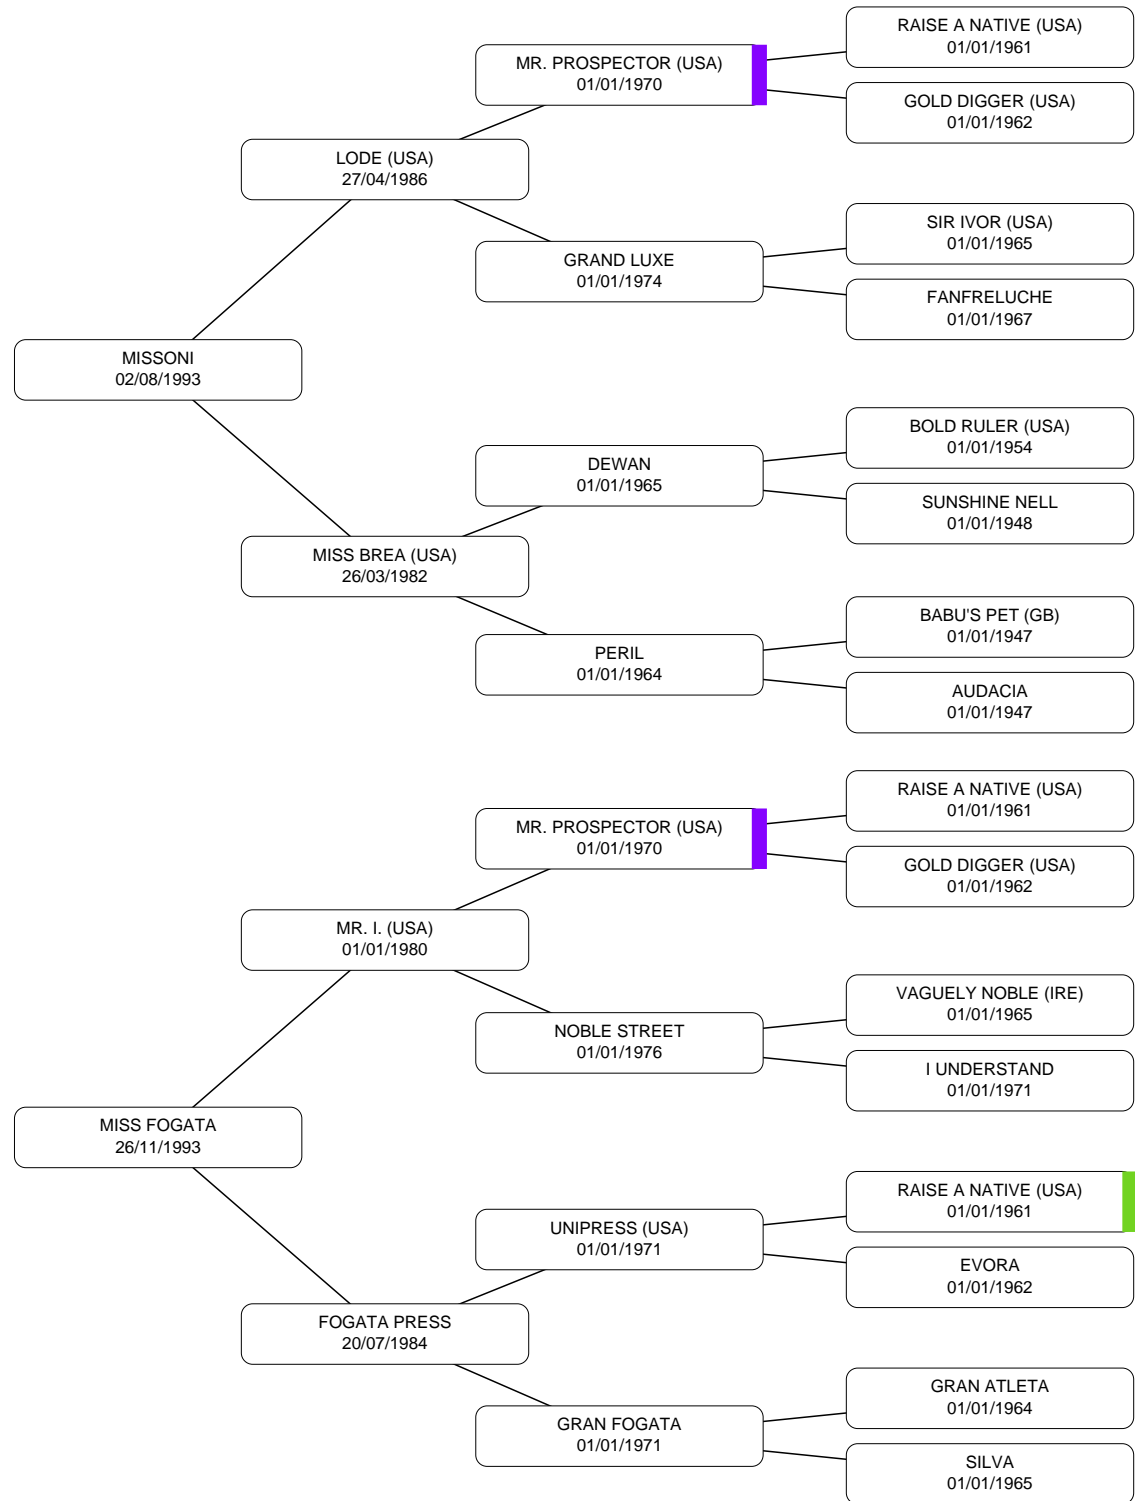 RAISE A NATIVE (USA)
01/01/1961
MR. PROSPECTOR (USA)
01/01/1970
GOLD DIGGER (USA)
01/01/1962
LODE (USA)
27/04/1986
SIR IVOR (USA)
01/01/1965
GRAND LUXE
01/01/1974
FANFRELUCHE
01/01/1967
MISSONI
02/08/1993
BOLD RULER (USA)
01/01/1954
DEWAN
01/01/1965
SUNSHINE NELL
01/01/1948
MISS BREA (USA)
26/03/1982
BABU'S PET (GB)
01/01/1947
PERIL
01/01/1964
AUDACIA
01/01/1947
RAISE A NATIVE (USA)
01/01/1961
MR. PROSPECTOR (USA)
01/01/1970
GOLD DIGGER (USA)
01/01/1962
MR. I. (USA)
01/01/1980
VAGUELY NOBLE (IRE)
01/01/1965
NOBLE STREET
01/01/1976
I UNDERSTAND
01/01/1971
MISS FOGATA
26/11/1993
RAISE A NATIVE (USA)
01/01/1961
UNIPRESS (USA)
01/01/1971
EVORA
01/01/1962
FOGATA PRESS
20/07/1984
GRAN ATLETA
01/01/1964
GRAN FOGATA
01/01/1971
SILVA
01/01/1965